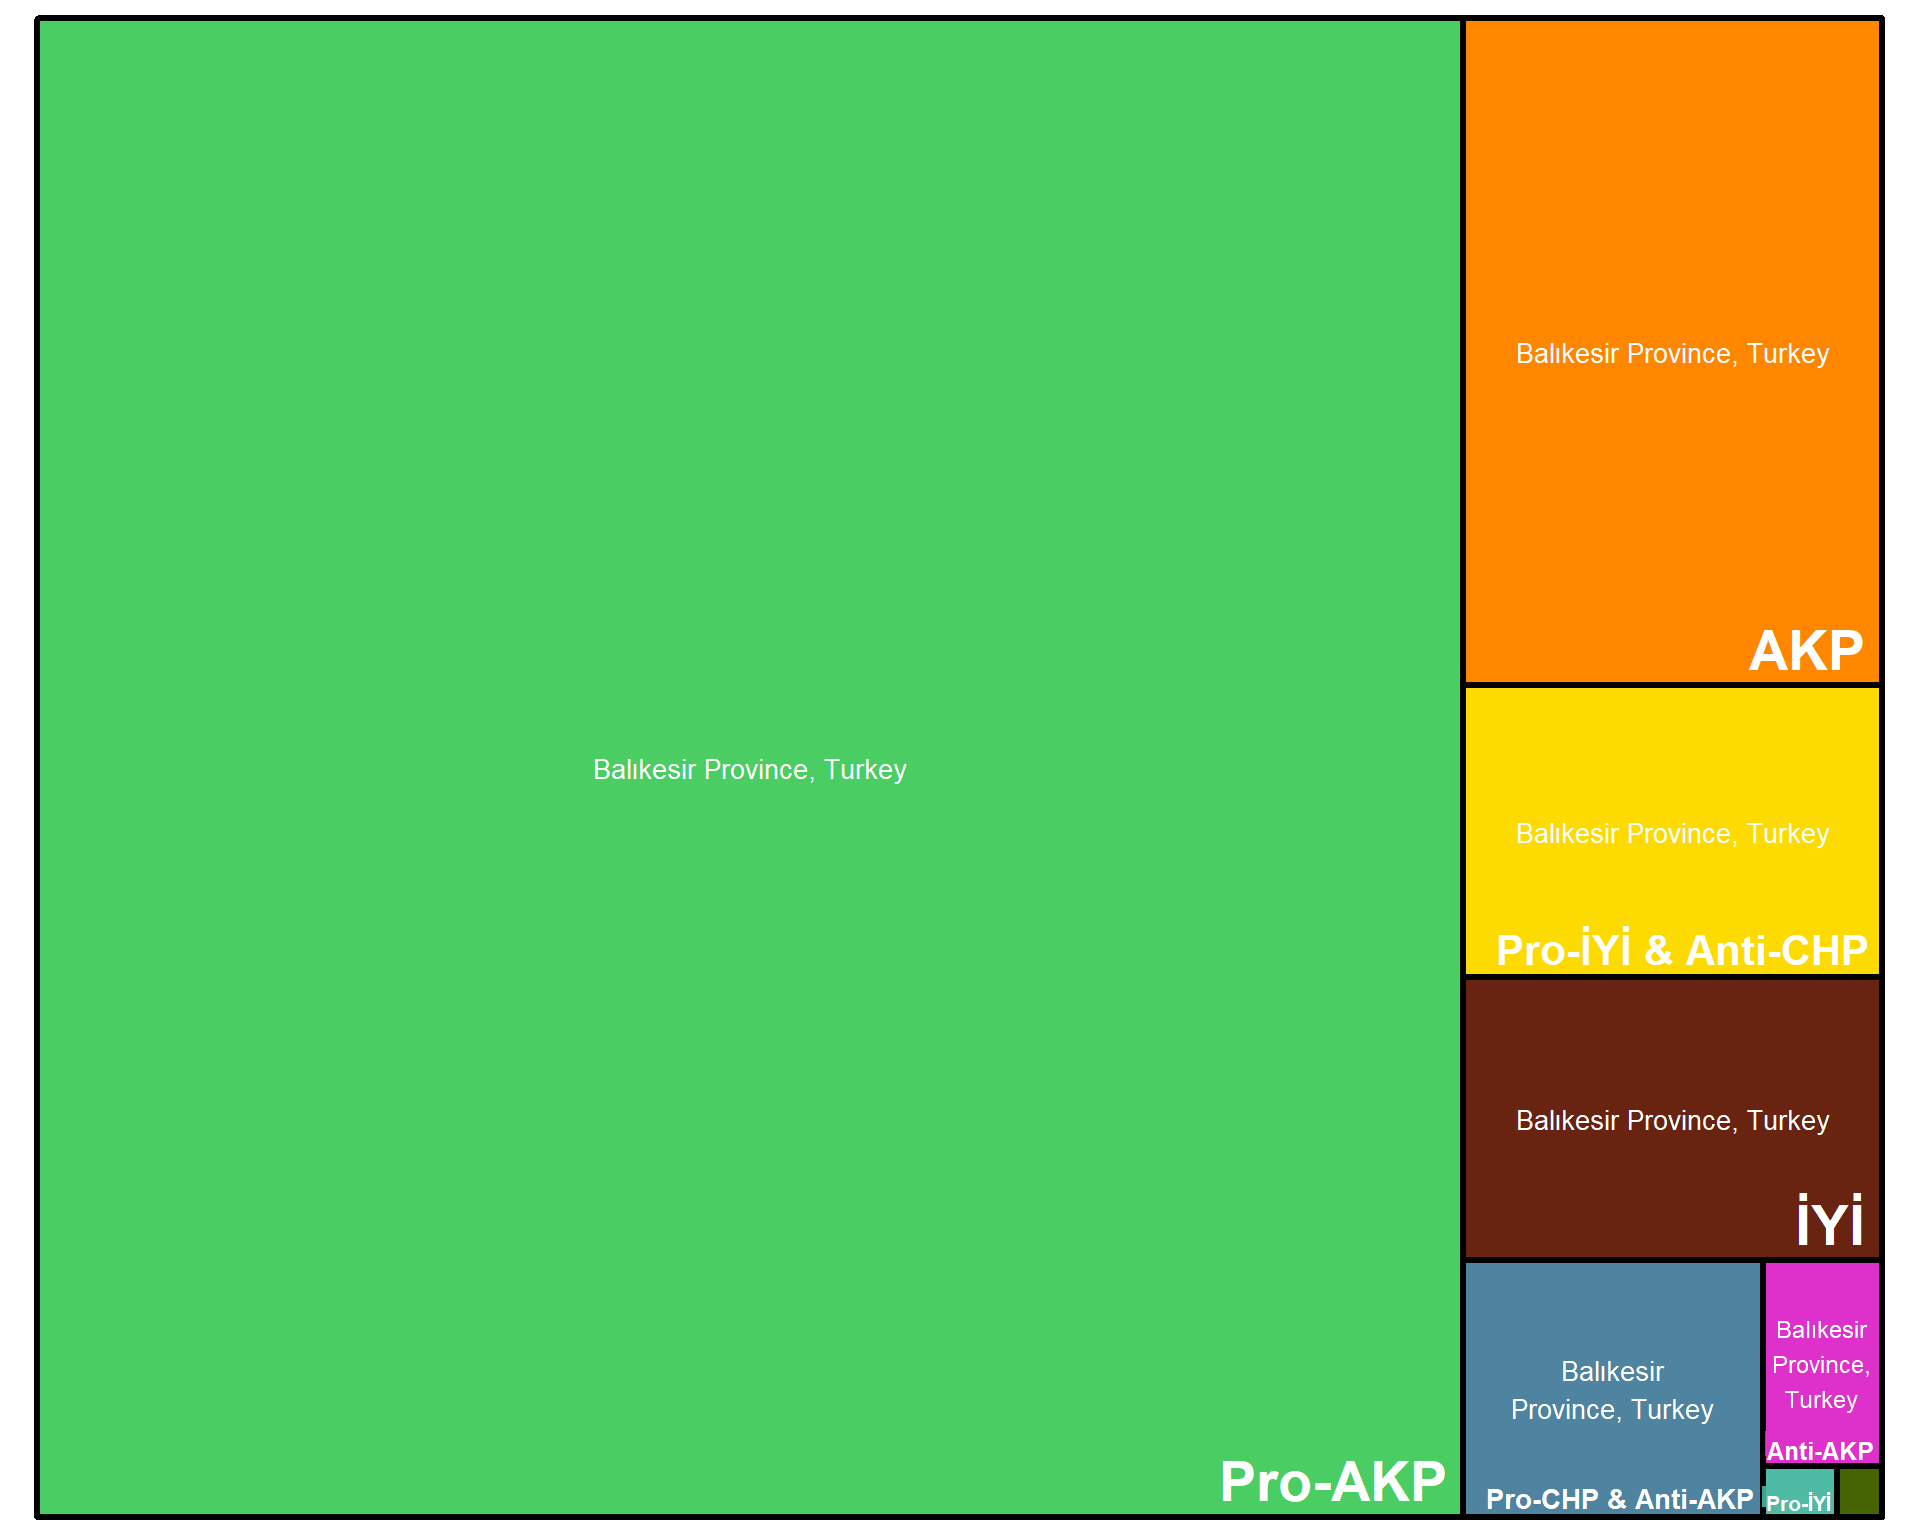 Balıkesir Province, Turkey
Pro-AKP
Balıkesir Province, Turkey
AKP
Balıkesir Province, Turkey
Pro-İYİ & Anti-CHP
Balıkesir Province, Turkey
İYİ
Balıkesir
Province, Turkey
Pro-CHP & Anti-AKP
Balıkesir
Province,
Turkey
Anti-AKP
Pro-İYİ